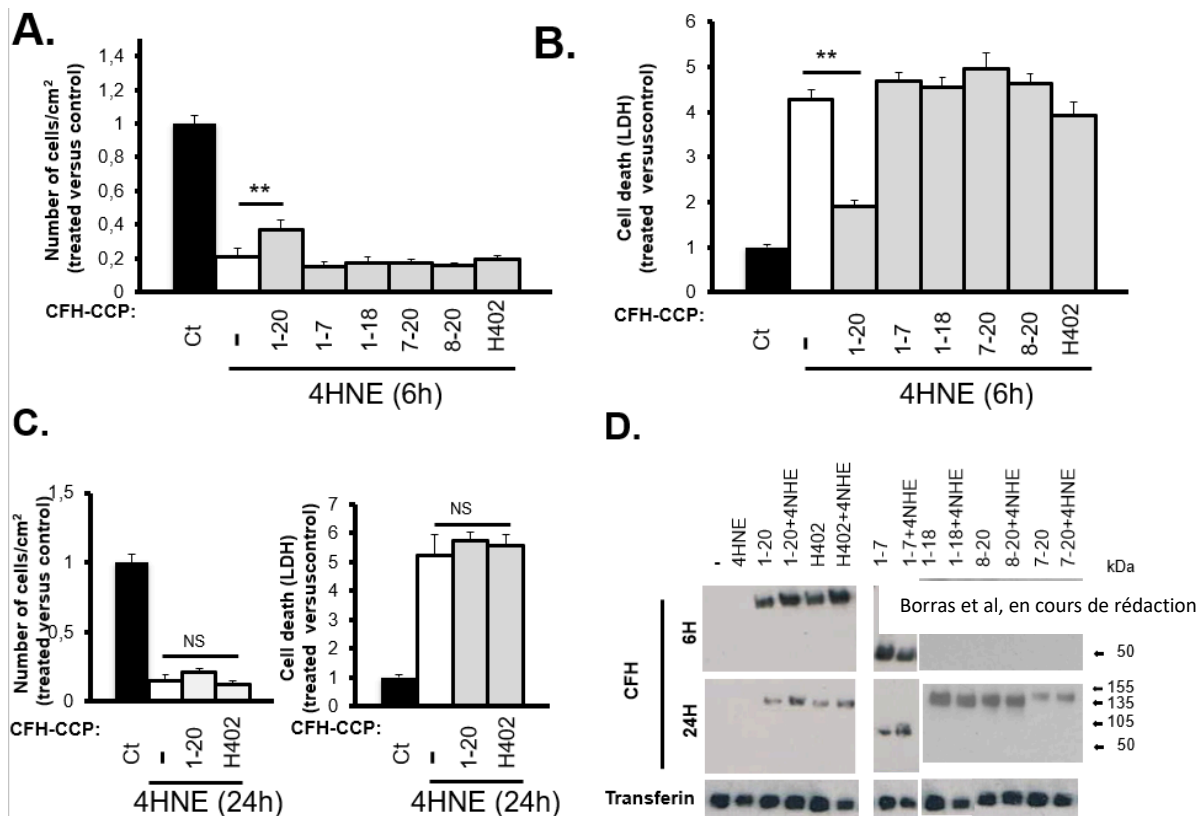 A.
Number of cells/cm²
(treated versus control)
1,4
1
0,8
0,6
0,4
0,2
0
**
CFH-CCP:
Ct
-
1-20
1-7
1-18
7-20
8-20
H402
4HNE (6h)
B.
Cell death (LDH)
(treated versuscontrol)
6
5
4
3
2
1
0
**
CFH-CCP:
Ct
-
1-20
1-7
1-18
7-20
8-20
H402
4HNE (6h)
C.
Number of cells/cm²
(treated versus control)
1,5
1
0,5
0
NS
CFH-CCP:
Ct
-
1-20
H402
4HNE (24h)
Cell death (LDH)
(treated versuscontrol)
7
6
5
4
3
2
1
0
NS
CFH-CCP:
Ct
-
1-20
H402
4HNE (24h)
D.
-
4HNE
1-20
1-20+4NHE
H402
H402+4NHE
1-7
1-7+4NHE
1-18
1-18+4NHE
8-20
8-20+4NHE
7-20
7-20+4HNE
kDa
Borras et al, en cours de rédaction
CFH
6H
50
24H
155
135
105
50
Transferin